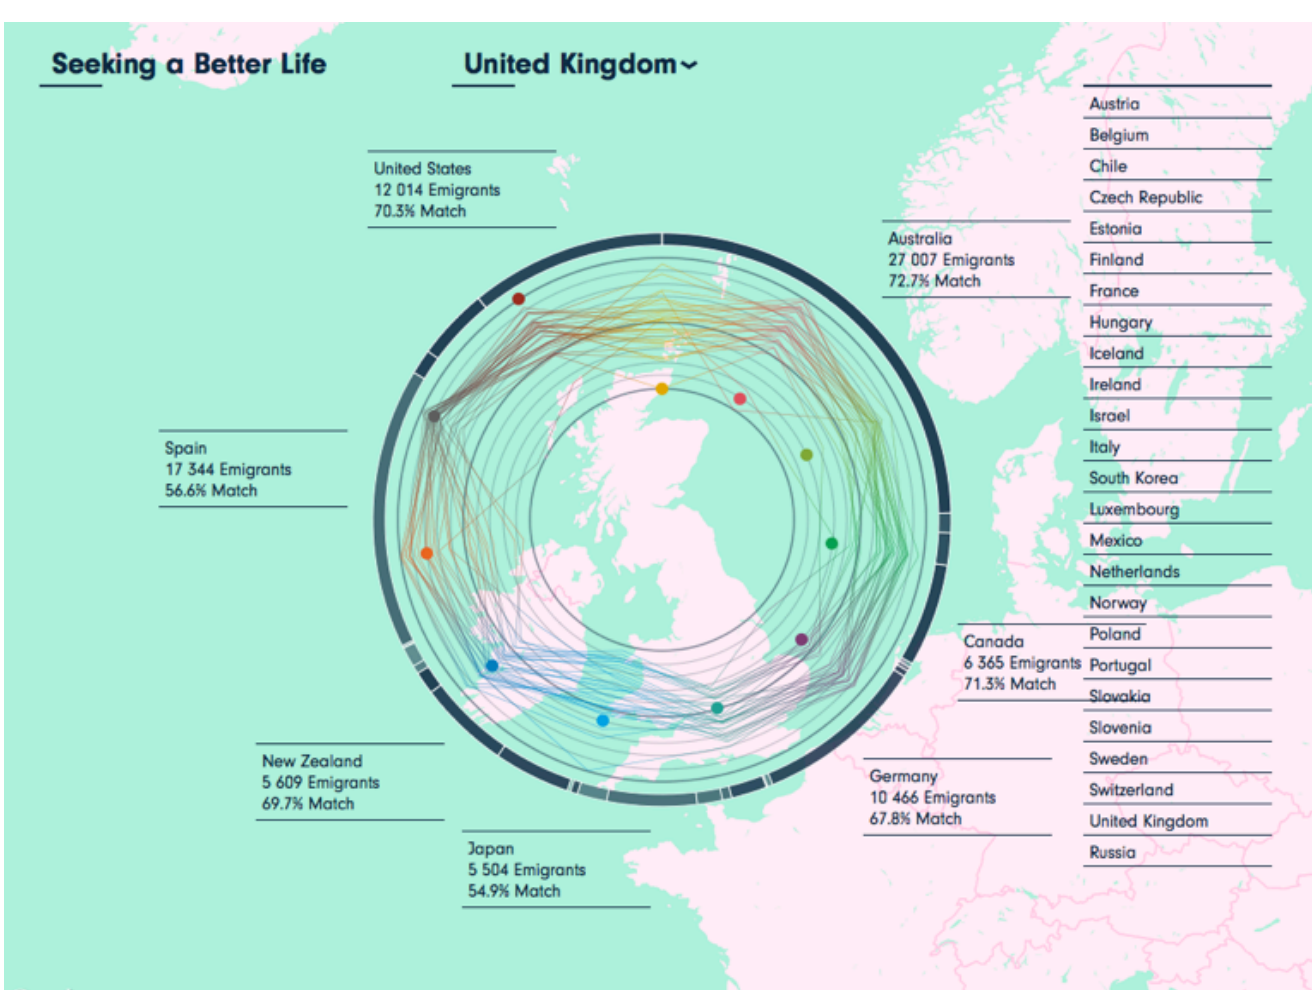 Seeking a Better Life
United Kingdom
United States
12 014 Emigrants
70.3% Match
Australia
27 007 Emigrants
72.7% Match
Spain
17 344 Emigrants
56.6% Match
Canada
6 365 Emigrants
71.3% Match
New Zealand
5 609 Emigrants
69.7% Match
Germany
10 466 Emigrants
67.8% Match
Japan
5 504 Emigrants
54.9% Match
Austria
Belgium
Chile
Czech Republic
Estonia
Finland
France
Hungary
Iceland
Ireland
Israel
Italy
South Korea
Luxembourg
Mexico
Netherlands
Norway
Poland
Portugal
Slovakia
Slovenia
Sweden
Switzerland
United Kingdom
Russia